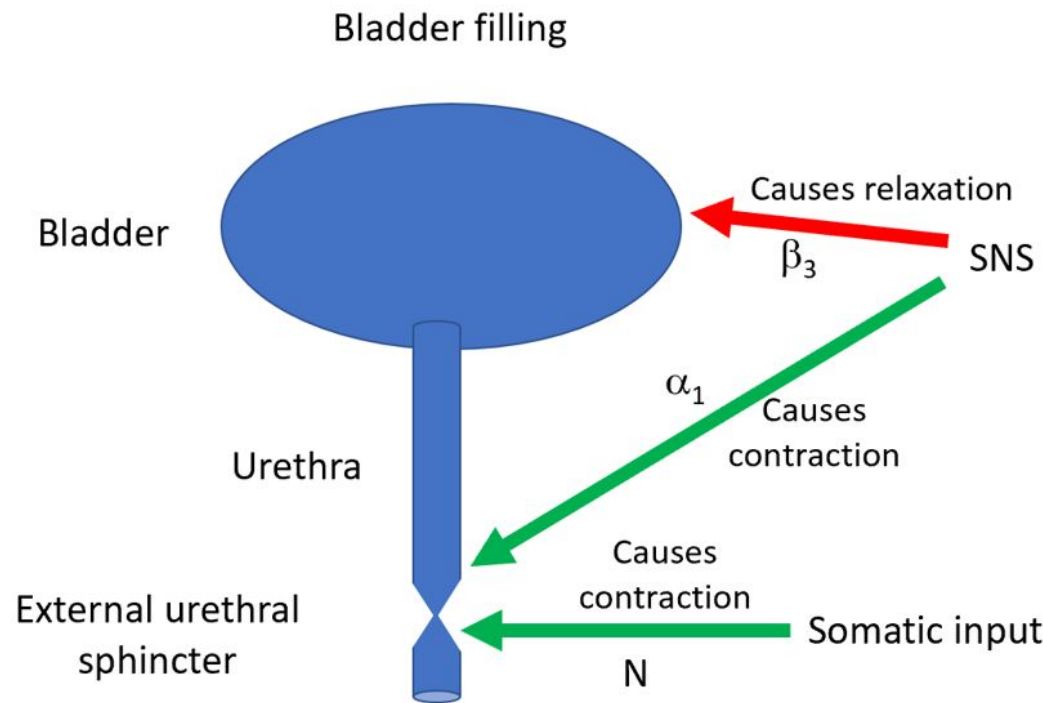 Bladder filling
Causes relaxation
Bladder
β₃
SNS
α₁
Causes
contraction
Urethra
Causes
contraction
External urethral
sphincter
Somatic input
N